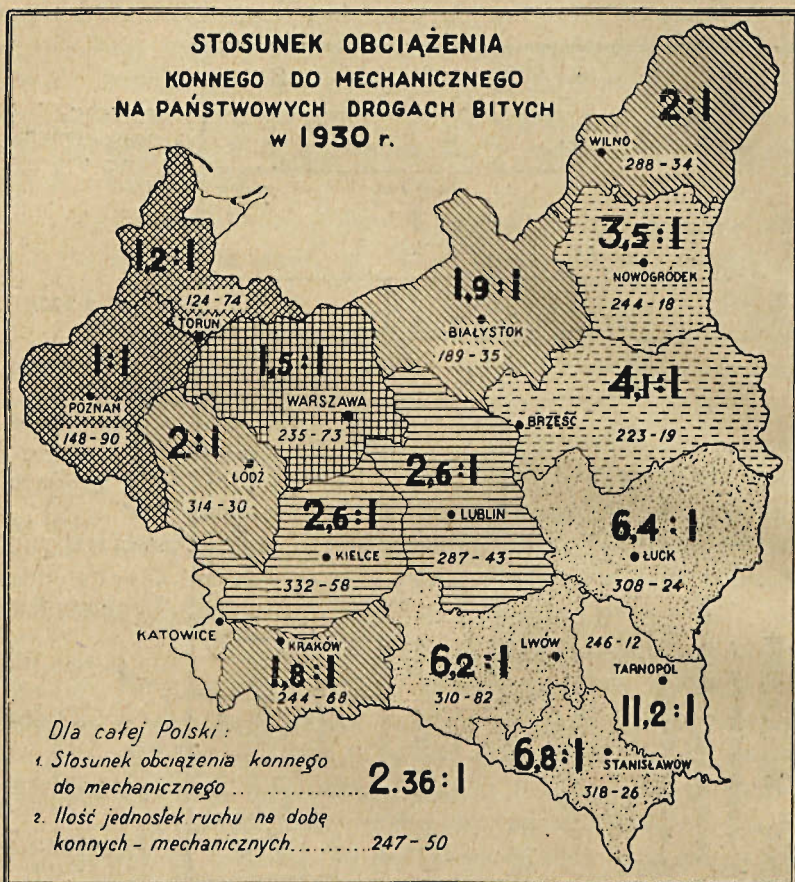 STOSUNEK OBCIĄŻENIA
KONNEGO DO MECHANICZNEGO
NA PAŃSTWOWYCH DROGACH BITYCH
w 1930 r.
2:1
WILNO
288-34
3,5:1
NOWOGRÓDEK
244-18
1,2:1
124-74
TORUŃ
1,9:1
BIAŁYSTOK
189-35
1:1
POZNAŃ
148-90
1,5:1
WARSZAWA
235-73
4,1:1
BRZEŚĆ
223-19
2:1
ŁÓDŹ
314-30
2,6:1
LUBLIN
287-43
2,6:1
KIELCE
332-58
6,4:1
ŁUCK
308-24
KATOWICE
KRAKÓW
1,8:1
244-68
LWÓW
6,2:1
310-82
246-12
TARNOPOL
11,2:1
6,8:1
STANISŁAWÓW
318-26
Dla całej Polski:
1. Stosunek obciążenia konnego
do mechanicznego .. ............ 2.36:1
2. Ilość jednostek ruchu na dobę
konnych - mechanicznych........... 247-50